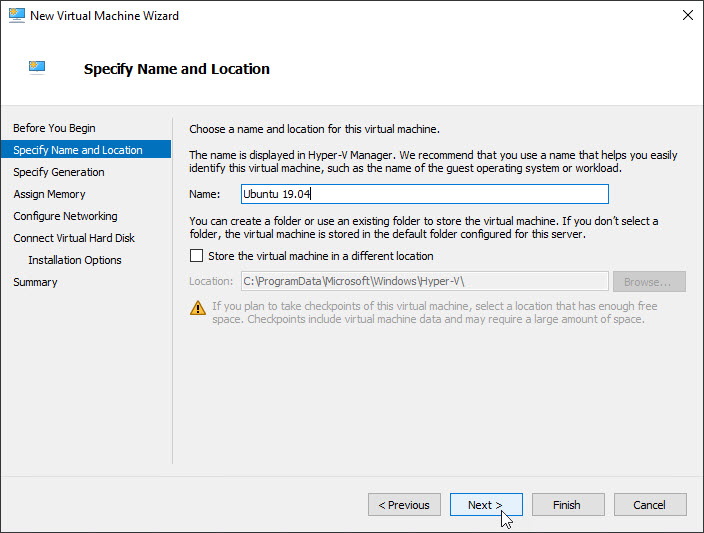 New Virtual Machine Wizard
Specify Name and Location
Before You Begin
Specify Name and Location
Specify Generation
Assign Memory
Configure Networking
Connect Virtual Hard Disk
Installation Options
Summary
Choose a name and location for this virtual machine.
The name is displayed in Hyper-V Manager. We recommend that you use a name that helps you easily
identify this virtual machine, such as the name of the guest operating system or workload.
Name: Ubuntu 19.04
You can create a folder or use an existing folder to store the virtual machine. If you don't select a
folder, the virtual machine is stored in the default folder configured for this server.
Store the virtual machine in a different location
Location: C:\ProgramData\Microsoft\Windows\Hyper-V\ Browse...
If you plan to take checkpoints of this virtual machine, select a location that has enough free
space. Checkpoints include virtual machine data and may require a large amount of space.
< Previous Next > Finish Cancel